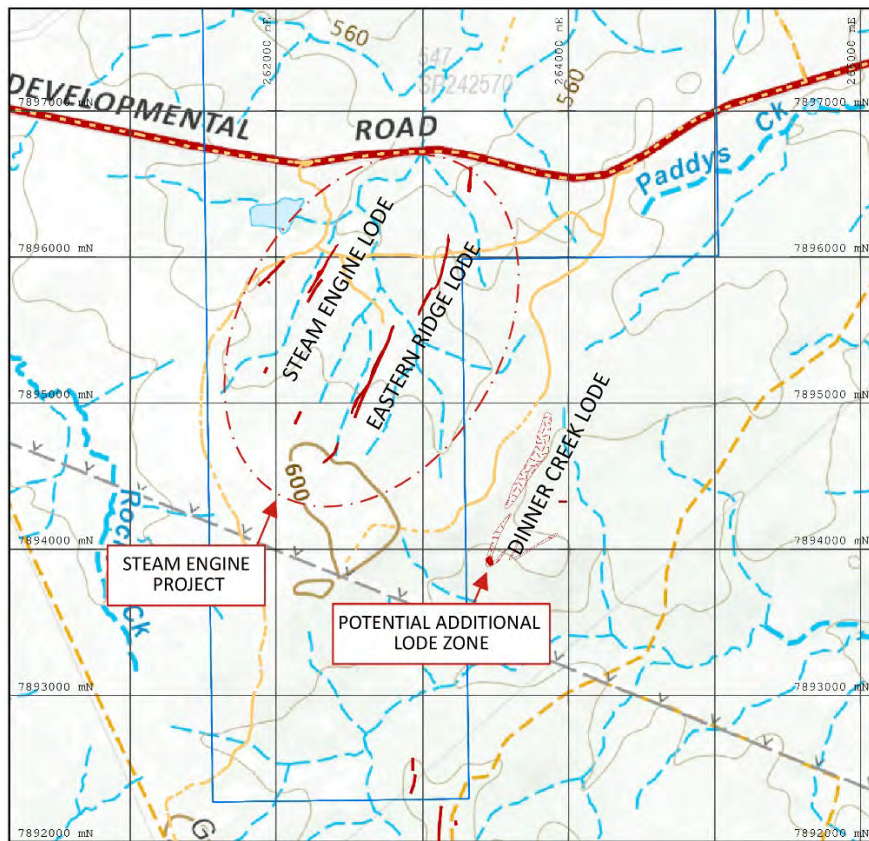 560
262000 mE
547
SP242570
264000 mE
560
265000 mE
DEVELOPMENTAL ROAD
7897000 mN
7897000 mN
Paddys Ck
7896000 mN
7896000 mN
STEAM ENGINE LODE
EASTERN RIDGE LODE
7895000 mN
7895000 mN
DINNER CREEK LODE
600
Ck
7894000 mN
7894000 mN
STEAM ENGINE
PROJECT
POTENTIAL ADDITIONAL
LODE ZONE
7893000 mN
7893000 mN
G
7892000 mN
7892000 mN